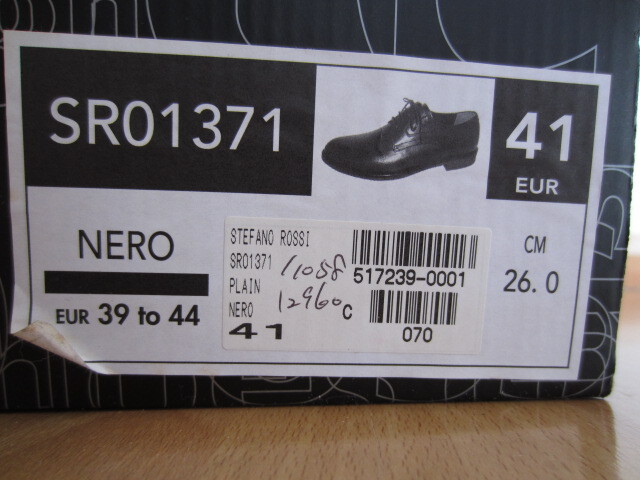 SR01371
41
EUR
NERO
EUR 39 to 44
STEFANO ROSSI
SR01371
PLAIN
NERO
41
11088
12960
C
517239-0001
070
CM
26.0